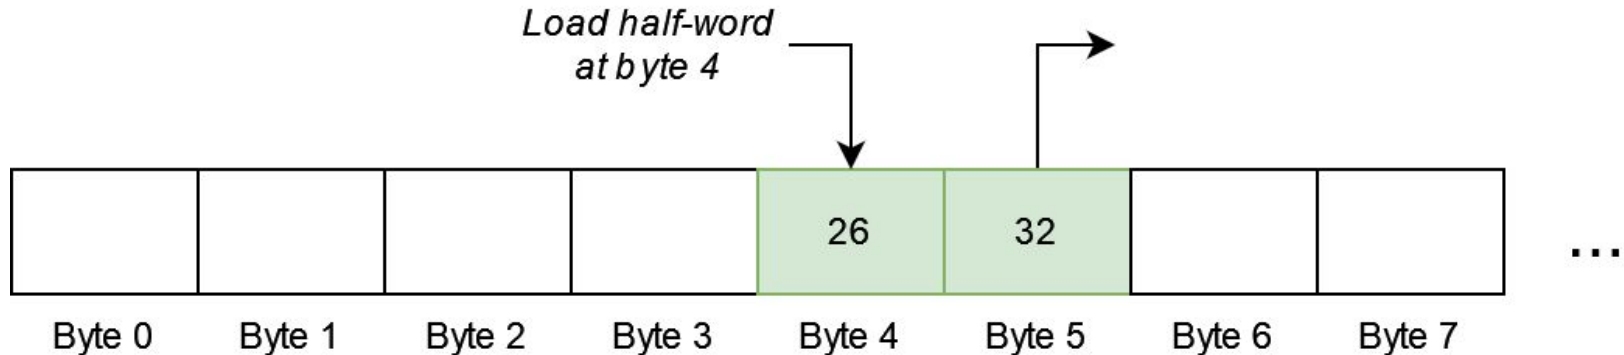 Load half-word
at byte 4
26 32
...
Byte 0 Byte 1 Byte 2 Byte 3 Byte 4 Byte 5 Byte 6 Byte 7